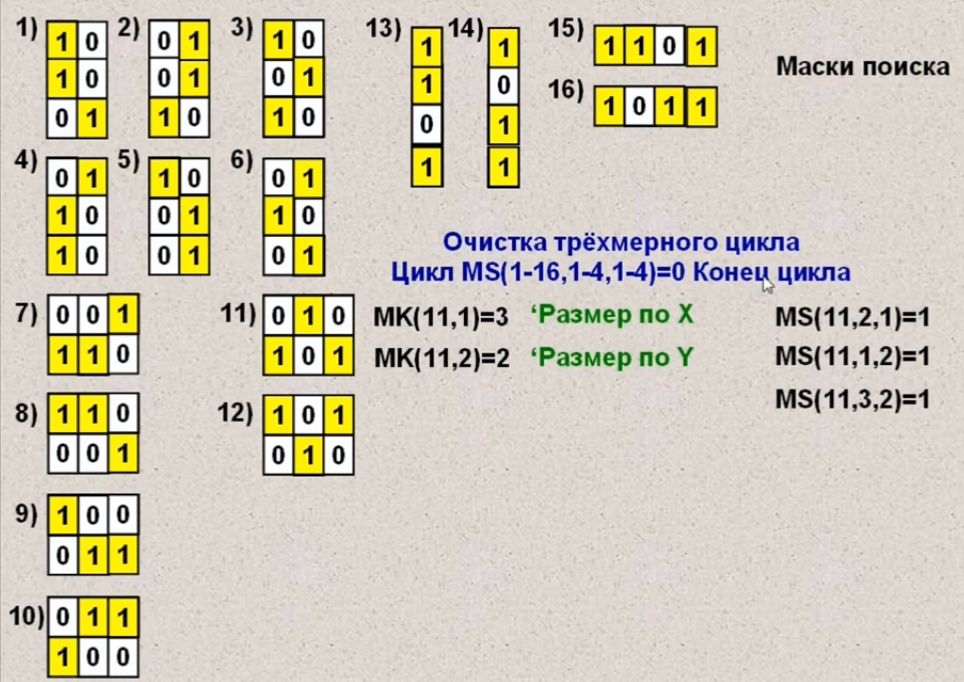 1) 2) 3) 13) 14) 15) Маски поиска
1 0 0 1 1 0 1 1 1 1 0 1
1 0 0 1 0 1 1 0 16)
0 1 1 0 1 0 0 1 1 0 1 1
4) 5) 6) 1 1
0 1 1 0 0 1
1 0 0 1 1 0
1 0 0 1 0 1
Очистка трёхмерного цикла
Цикл MS(1-16,1-4,1-4)=0 Конец цикла
7) 0 0 1 11) 0 1 0 MK(11,1)=3 ‘Размер по X MS(11,2,1)=1
1 1 0 1 0 1 MK(11,2)=2 ‘Размер по Y MS(11,1,2)=1
MS(11,3,2)=1
8) 1 1 0 12) 1 0 1
0 0 1 0 1 0
9) 1 0 0
0 1 1
10) 0 1 1
1 0 0